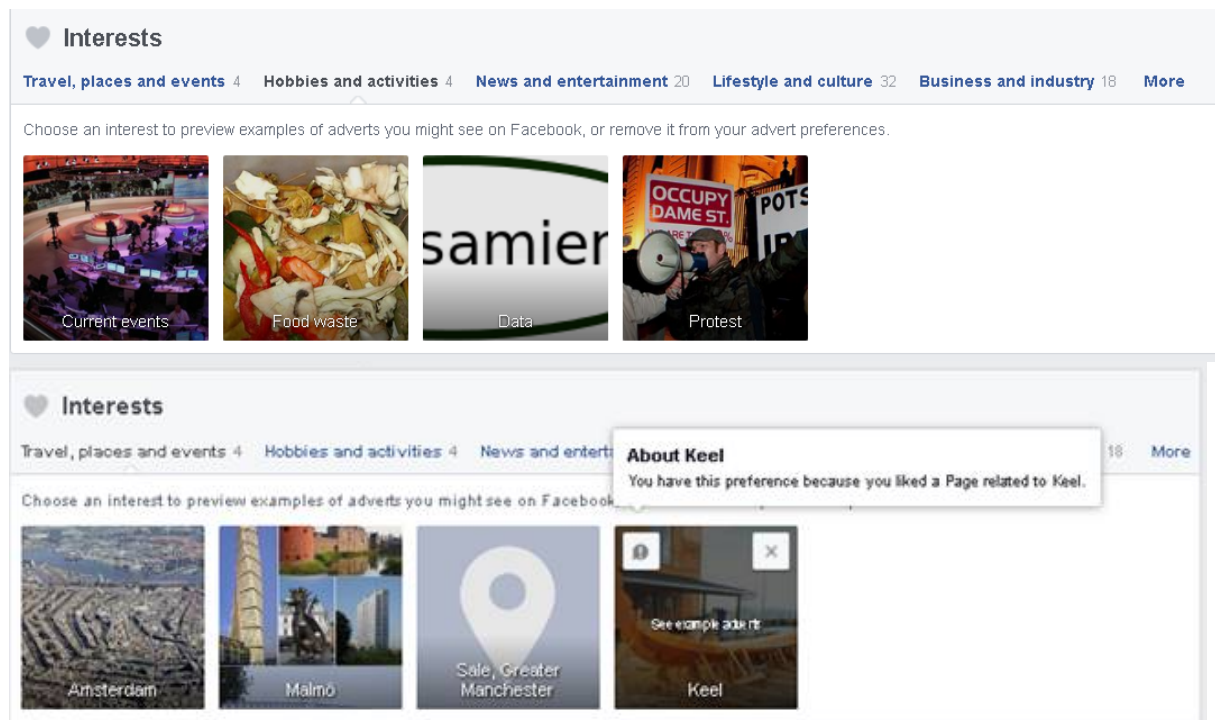 Interests
Travel, places and events 4 Hobbies and activities 4 News and entertainment 20 Lifestyle and culture 32 Business and industry 18 More
Choose an interest to preview examples of adverts you might see on Facebook, or remove it from your advert preferences.
samier
OCCUPY
DAME ST.
POTS
Current events
Food waste
Data
Protest
Interests
Travel, places and events 4 Hobbies and activities 4 News and enterta 18 More
About Keel
You have this preference because you liked a Page related to Keel.
Choose an interest to preview examples of adverts you might see on Facebook
See example adverts
Amsterdam
Malmö
Sale, Greater
Manchester
Keel